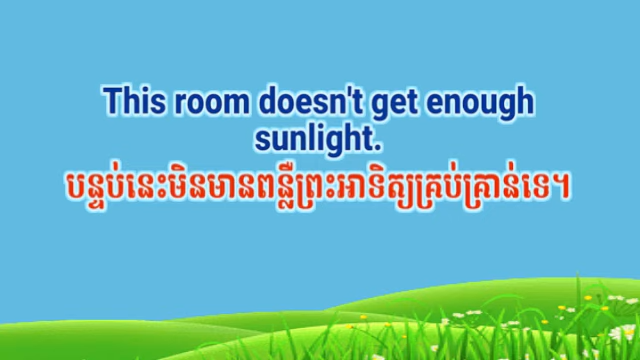 This room doesn't get enough
sunlight.
បន្ទប់នេះមិនមានពន្លឺព្រះអាទិត្យគ្រប់គ្រាន់ទេ។